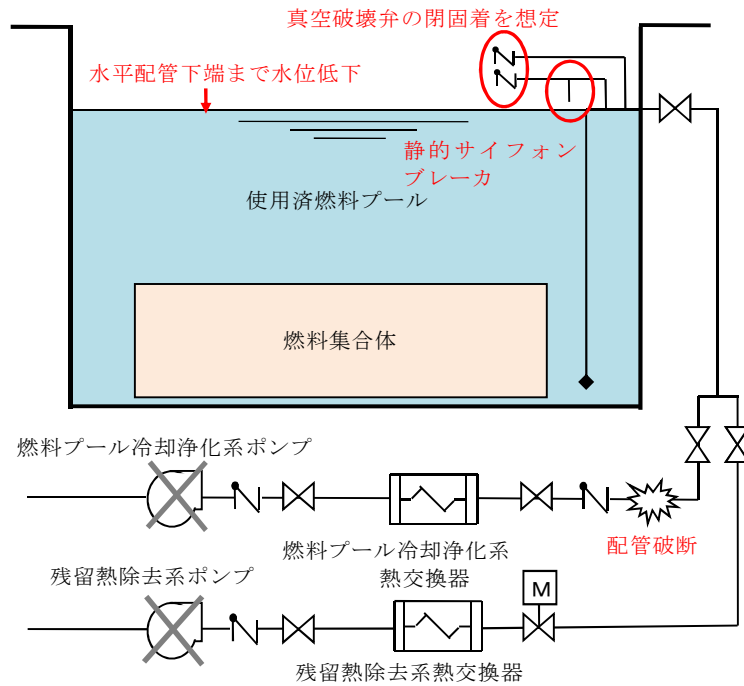 真空破壊弁の閉固着を想定
水平配管下端まで水位低下
静的サイフォン
ブレーカ
使用済燃料プール
燃料集合体
燃料プール冷却浄化系ポンプ
配管破断
燃料プール冷却浄化系
熱交換器
残留熱除去系ポンプ
M
残留熱除去系熱交換器